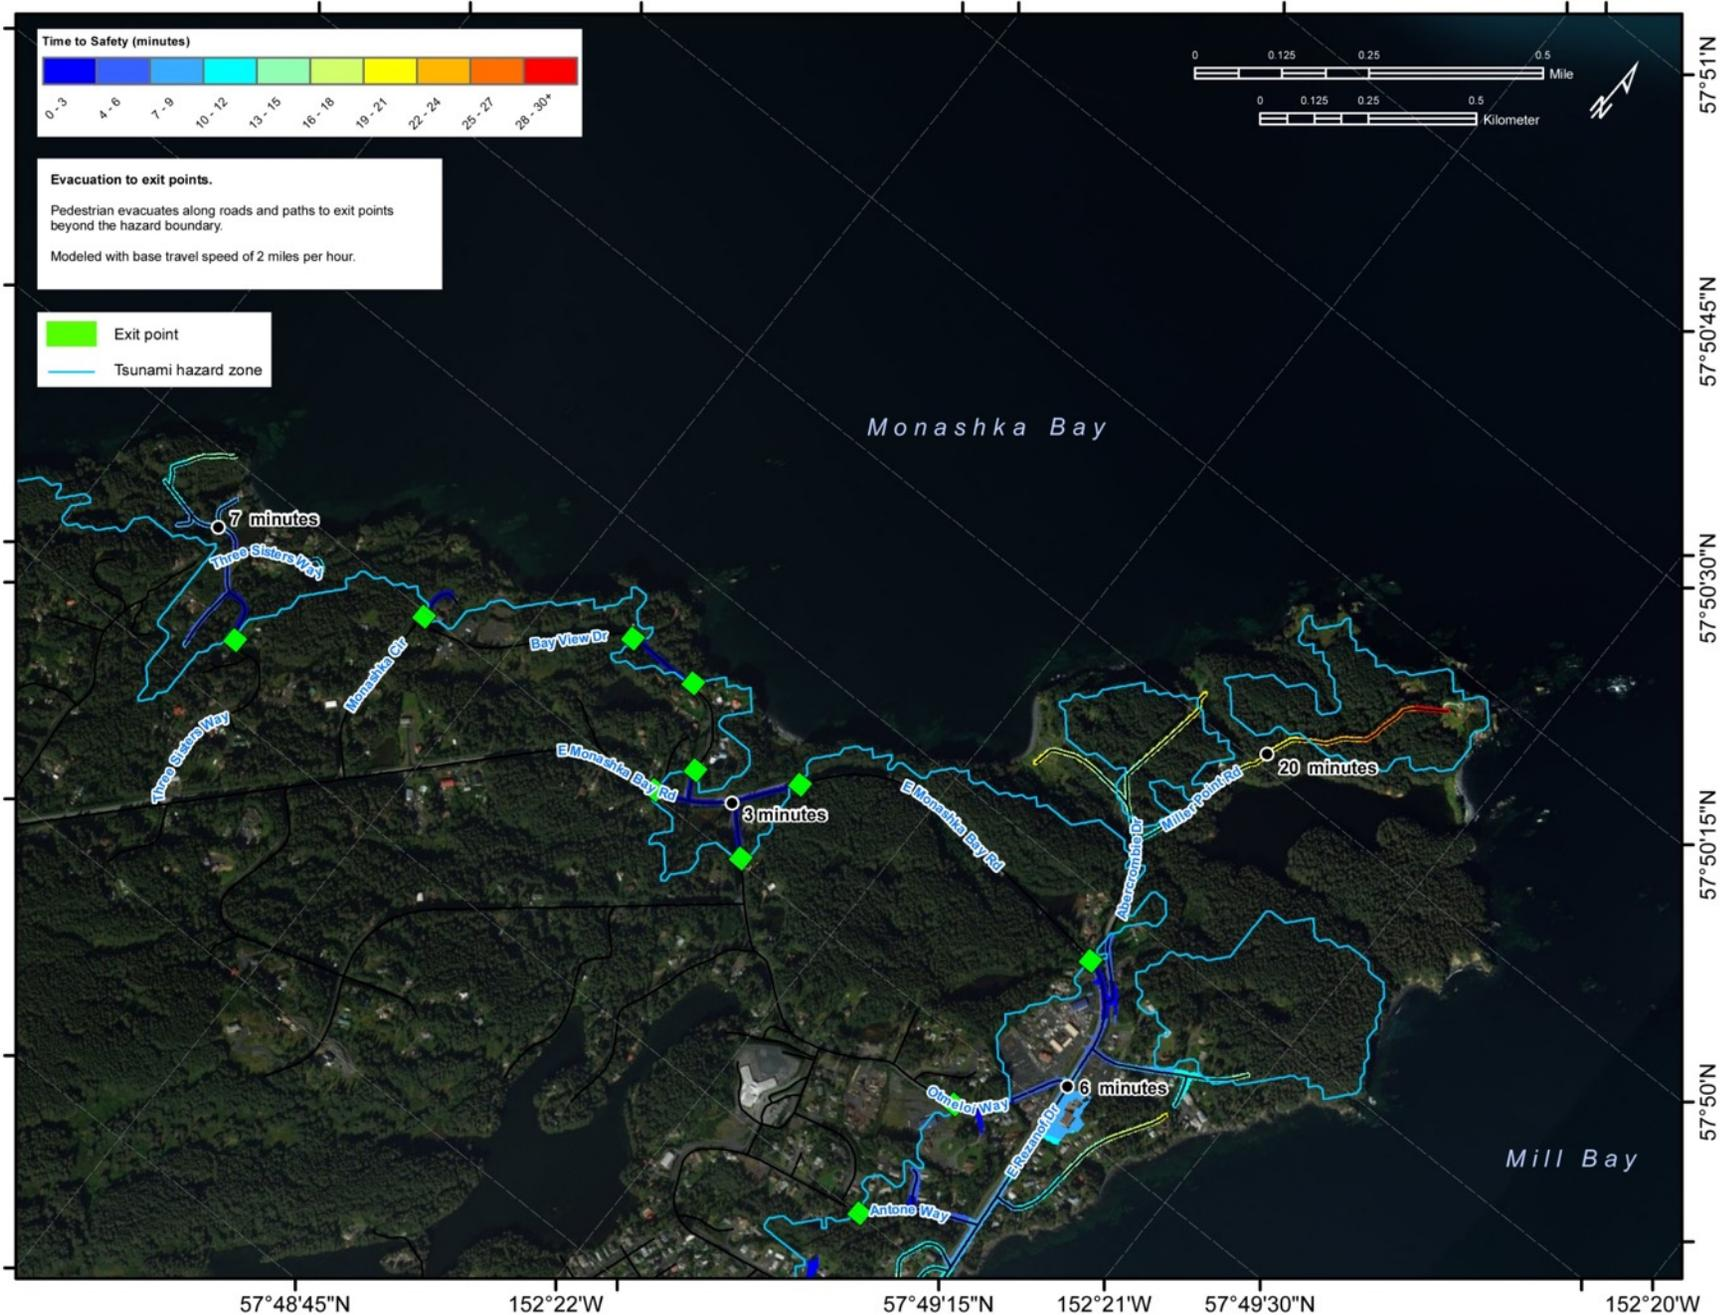 Time to Safety (minutes)
0 - 3
4 - 6
7 - 9
10 - 12
13 - 15
16 - 18
19 - 21
22 - 24
25 - 27
28 - 30+
Evacuation to exit points.
Pedestrian evacuates along roads and paths to exit points
beyond the hazard boundary.
Modeled with base travel speed of 2 miles per hour.
Exit point
Tsunami hazard zone
0 0.125 0.25 0.5
Mile
0 0.125 0.25 0.5
Kilometer
N
57°51'N
57°50'45"N
57°50'30"N
57°50'15"N
57°50'N
Monashka Bay
7 minutes
Three Sisters Way
Monashka Cir
Bay View Dr
Three Sisters Way
E Monashka Bay Rd
3 minutes
E Monashka Bay Rd
Abercrombie Dr
Miller Point Rd
20 minutes
6 minutes
Otmeloi Way
E Rezanof Dr
Antone Way
Mill Bay
57°48'45"N
152°22'W
57°49'15"N
152°21'W
57°49'30"N
152°20'W